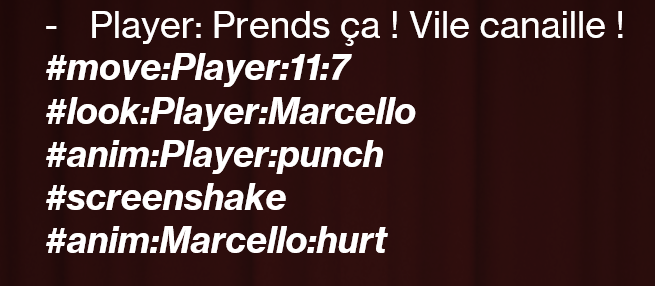 - Player: Prends ça ! Vile canaille !
#move:Player:11:7
#look:Player:Marcello
#anim:Player:punch
#screenshake
#anim:Marcello:hurt